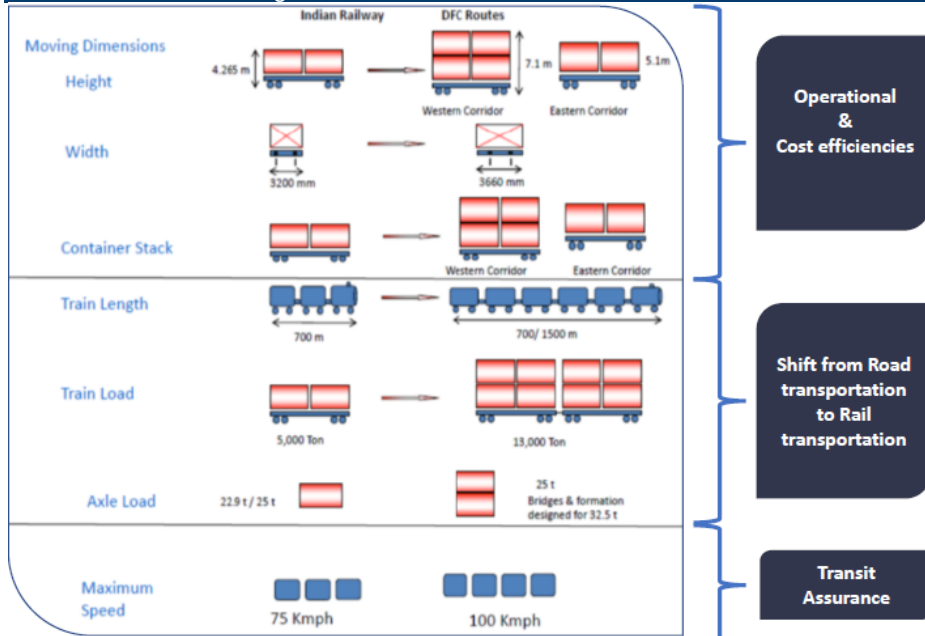 Indian Railway
DFC Routes
Moving Dimensions
Height
4.265 m
7.1 m
5.1m
Western Corridor
Eastern Corridor
Width
3200 mm
3660 mm
Container Stack
Western Corridor
Eastern Corridor
Train Length
700 m
700/ 1500 m
Train Load
5,000 Ton
13,000 Ton
Axle Load
22.9 t / 25 t
25 t
Bridges & formation
designed for 32.5 t
Maximum
Speed
75 Kmph
100 Kmph
Operational
&
Cost efficiencies
Shift from Road
transportation
to Rail
transportation
Transit
Assurance